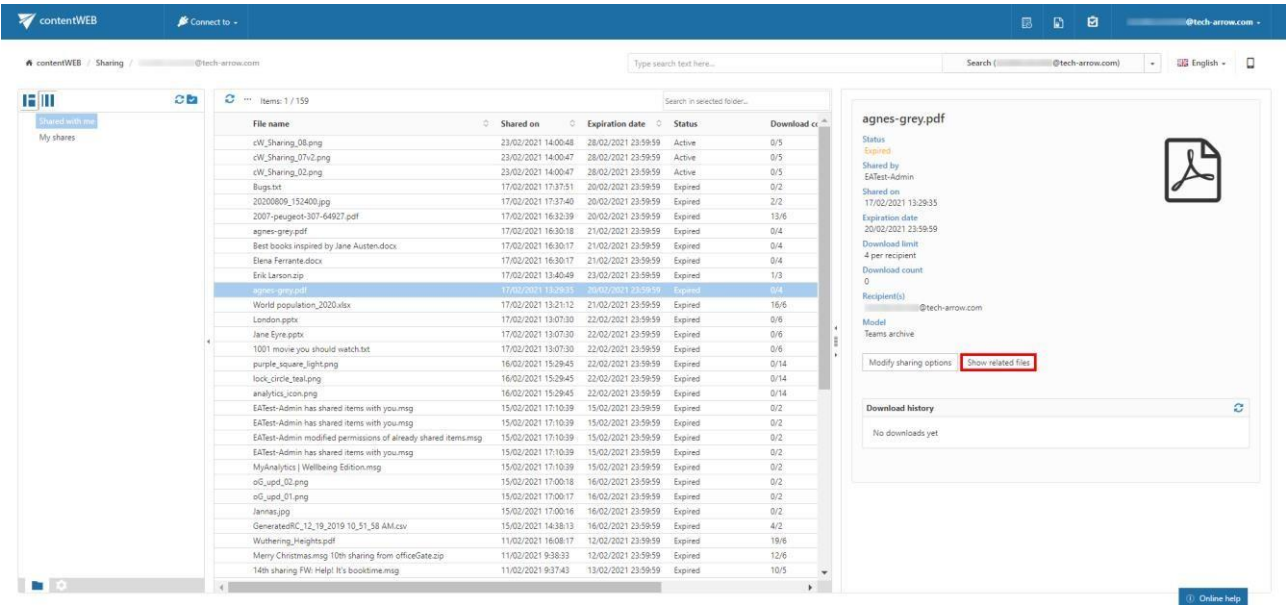 contentWEB Connect to @tech-arrow.com
contentWEB / Sharing / @tech-arrow.com Type search text here... Search ( @tech-arrow.com) English
Shared with me
My shares
Items: 1 / 159 Search in selected folder...
File name Shared on Expiration date Status Download co
cW_Sharing_08.png 23/02/2021 14:00:48 28/02/2021 23:59:59 Active 0/5
cW_Sharing_07v2.png 23/02/2021 14:00:47 28/02/2021 23:59:59 Active 0/5
cW_Sharing_02.png 23/02/2021 14:00:47 28/02/2021 23:59:59 Active 0/5
Bugs.txt 17/02/2021 17:37:51 20/02/2021 23:59:59 Expired 0/2
20200809_152400.jpg 17/02/2021 17:37:40 20/02/2021 23:59:59 Expired 2/2
2007-peugeot-307-64927.pdf 17/02/2021 16:32:39 20/02/2021 23:59:59 Expired 13/6
agnes-grey.pdf 17/02/2021 16:30:18 21/02/2021 23:59:59 Expired 0/4
Best books inspired by Jane Austen.docx 17/02/2021 16:30:17 21/02/2021 23:59:59 Expired 0/4
Elena Ferrante.docx 17/02/2021 16:30:17 21/02/2021 23:59:59 Expired 0/4
Erik Larson.zip 17/02/2021 13:40:49 23/02/2021 23:59:59 Expired 1/3
agnes-grey.pdf 17/02/2021 13:29:35 20/02/2021 23:59:59 Expired 0/4
World population_2020.xlsx 17/02/2021 13:21:12 21/02/2021 23:59:59 Expired 16/6
London.pptx 17/02/2021 13:07:30 22/02/2021 23:59:59 Expired 0/6
Jane Eyre.pptx 17/02/2021 13:07:30 22/02/2021 23:59:59 Expired 0/6
1001 movie you should watch.txt 17/02/2021 13:07:30 22/02/2021 23:59:59 Expired 0/6
purple_square_light.png 16/02/2021 15:29:45 22/02/2021 23:59:59 Expired 0/14
lock_circle_teal.png 16/02/2021 15:29:45 22/02/2021 23:59:59 Expired 0/14
analytics_icon.png 16/02/2021 15:29:45 22/02/2021 23:59:59 Expired 0/14
EATest-Admin has shared items with you.msg 15/02/2021 17:10:39 15/02/2021 23:59:59 Expired 0/2
EATest-Admin has shared items with you.msg 15/02/2021 17:10:39 15/02/2021 23:59:59 Expired 0/2
EATest-Admin modified permissions of already shared items.msg 15/02/2021 17:10:39 15/02/2021 23:59:59 Expired 0/2
EATest-Admin has shared items with you.msg 15/02/2021 17:10:39 15/02/2021 23:59:59 Expired 0/2
MyAnalytics | Wellbeing Edition.msg 15/02/2021 17:10:39 15/02/2021 23:59:59 Expired 0/2
oG_upd_02.png 15/02/2021 17:00:18 16/02/2021 23:59:59 Expired 0/2
oG_upd_01.png 15/02/2021 17:00:17 16/02/2021 23:59:59 Expired 0/2
Jannas.jpg 15/02/2021 17:00:16 16/02/2021 23:59:59 Expired 0/2
GeneratedRC_12_19_2019 10_51_58 AM.csv 15/02/2021 14:38:13 16/02/2021 23:59:59 Expired 4/2
Wuthering_Heights.pdf 11/02/2021 16:08:17 12/02/2021 23:59:59 Expired 19/6
Merry Christmas.msg 10th sharing from officeGate.zip 11/02/2021 9:38:33 12/02/2021 23:59:59 Expired 12/6
14th sharing FW: Help! It's booktime.msg 11/02/2021 9:37:43 13/02/2021 23:59:59 Expired 10/5
agnes-grey.pdf
Status
Expired
Shared by
EATest-Admin
Shared on
17/02/2021 13:29:35
Expiration date
20/02/2021 23:59:59
Download limit
4 per recipient
Download count
0
Recipient(s)
@tech-arrow.com
Model
Teams archive
Modify sharing options Show related files
Download history
No downloads yet
Online help